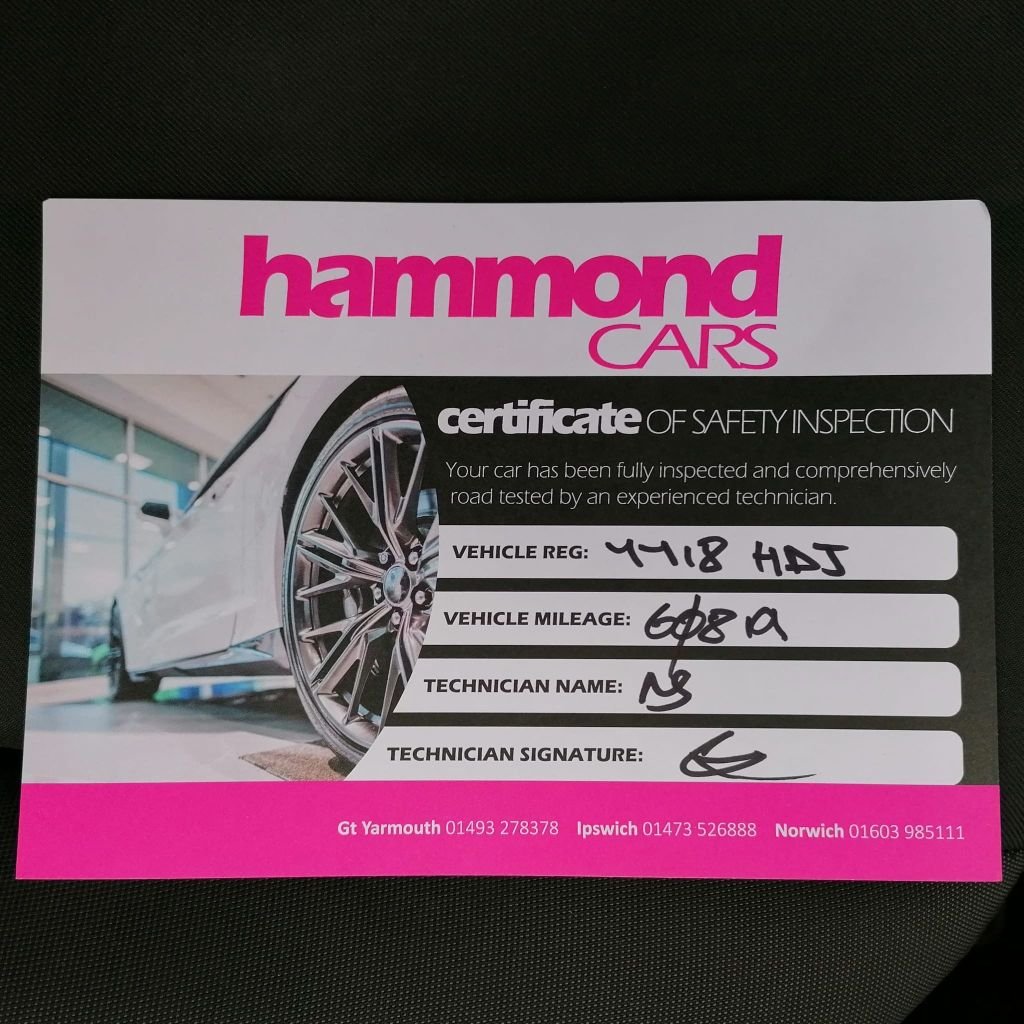 hammond
CARS
certificate OF SAFETY INSPECTION
Your car has been fully inspected and comprehensively
road tested by an experienced technician.
VEHICLE REG: YY18 HDJ
VEHICLE MILEAGE: 60819
TECHNICIAN NAME: NS
TECHNICIAN SIGNATURE:
Gt Yarmouth 01493 278378 Ipswich 01473 526888 Norwich 01603 985111